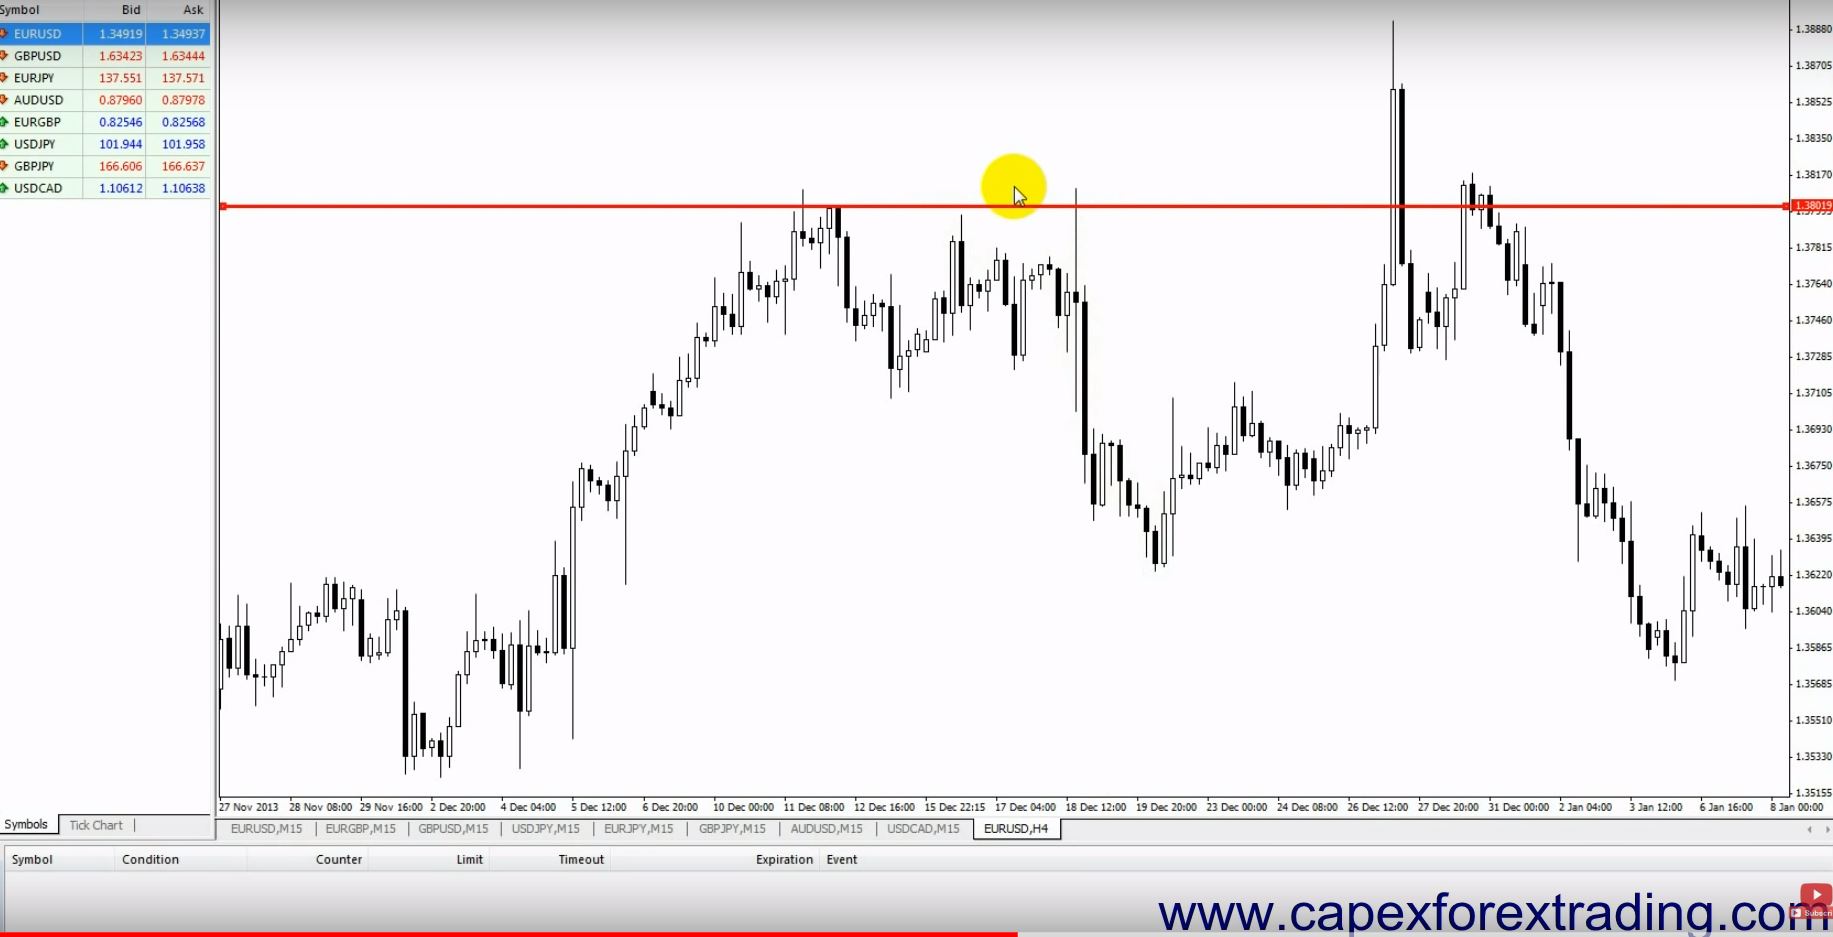 Symbol Bid Ask
EURUSD 1.34919 1.34937
GBPUSD 1.63423 1.63444
EURJPY 137.551 137.571
AUDUSD 0.87960 0.87978
EURGBP 0.82546 0.82568
USDJPY 101.944 101.958
GBPJPY 166.606 166.637
USDCAD 1.10612 1.10638
1.38880
1.38705
1.38525
1.38350
1.38170
1.38019
1.37815
1.37640
1.37460
1.37285
1.37105
1.36930
1.36750
1.36575
1.36395
1.36220
1.36040
1.35865
1.35685
1.35510
1.35330
1.35155
27 Nov 2013 28 Nov 08:00 29 Nov 16:00 2 Dec 20:00 4 Dec 04:00 5 Dec 12:00 6 Dec 20:00 10 Dec 00:00 11 Dec 08:00 12 Dec 16:00 15 Dec 22:15 17 Dec 04:00 18 Dec 12:00 19 Dec 20:00 23 Dec 00:00 24 Dec 08:00 26 Dec 12:00 27 Dec 20:00 31 Dec 00:00 2 Jan 04:00 3 Jan 12:00 6 Jan 16:00 8 Jan 00:00
Symbols Tick Chart |
EURUSD,M15 | EURGBP,M15 | GBPUSD,M15 | USDJPY,M15 | EURJPY,M15 | GBPJPY,M15 | AUDUSD,M15 | USDCAD,M15 EURUSD,H4
Symbol Condition Counter Limit Timeout Expiration Event
www.capexforextrading.com